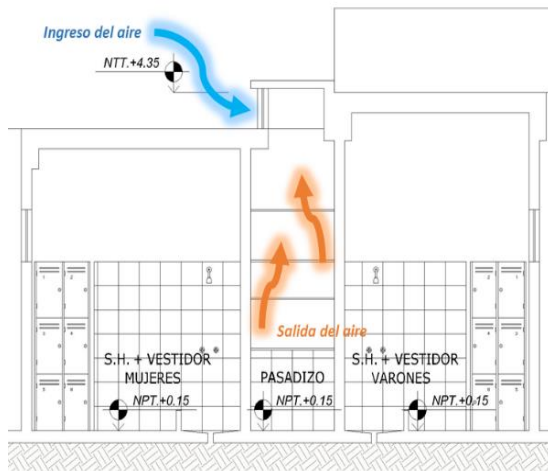 Ingreso del aire
NTT.+4.35
Salida del aire
S.H. + VESTIDOR
MUJERES
PASADIZO
S.H. + VESTIDOR
VARONES
NPT.+0.15
NPT.+0.15
NPT.+0.15